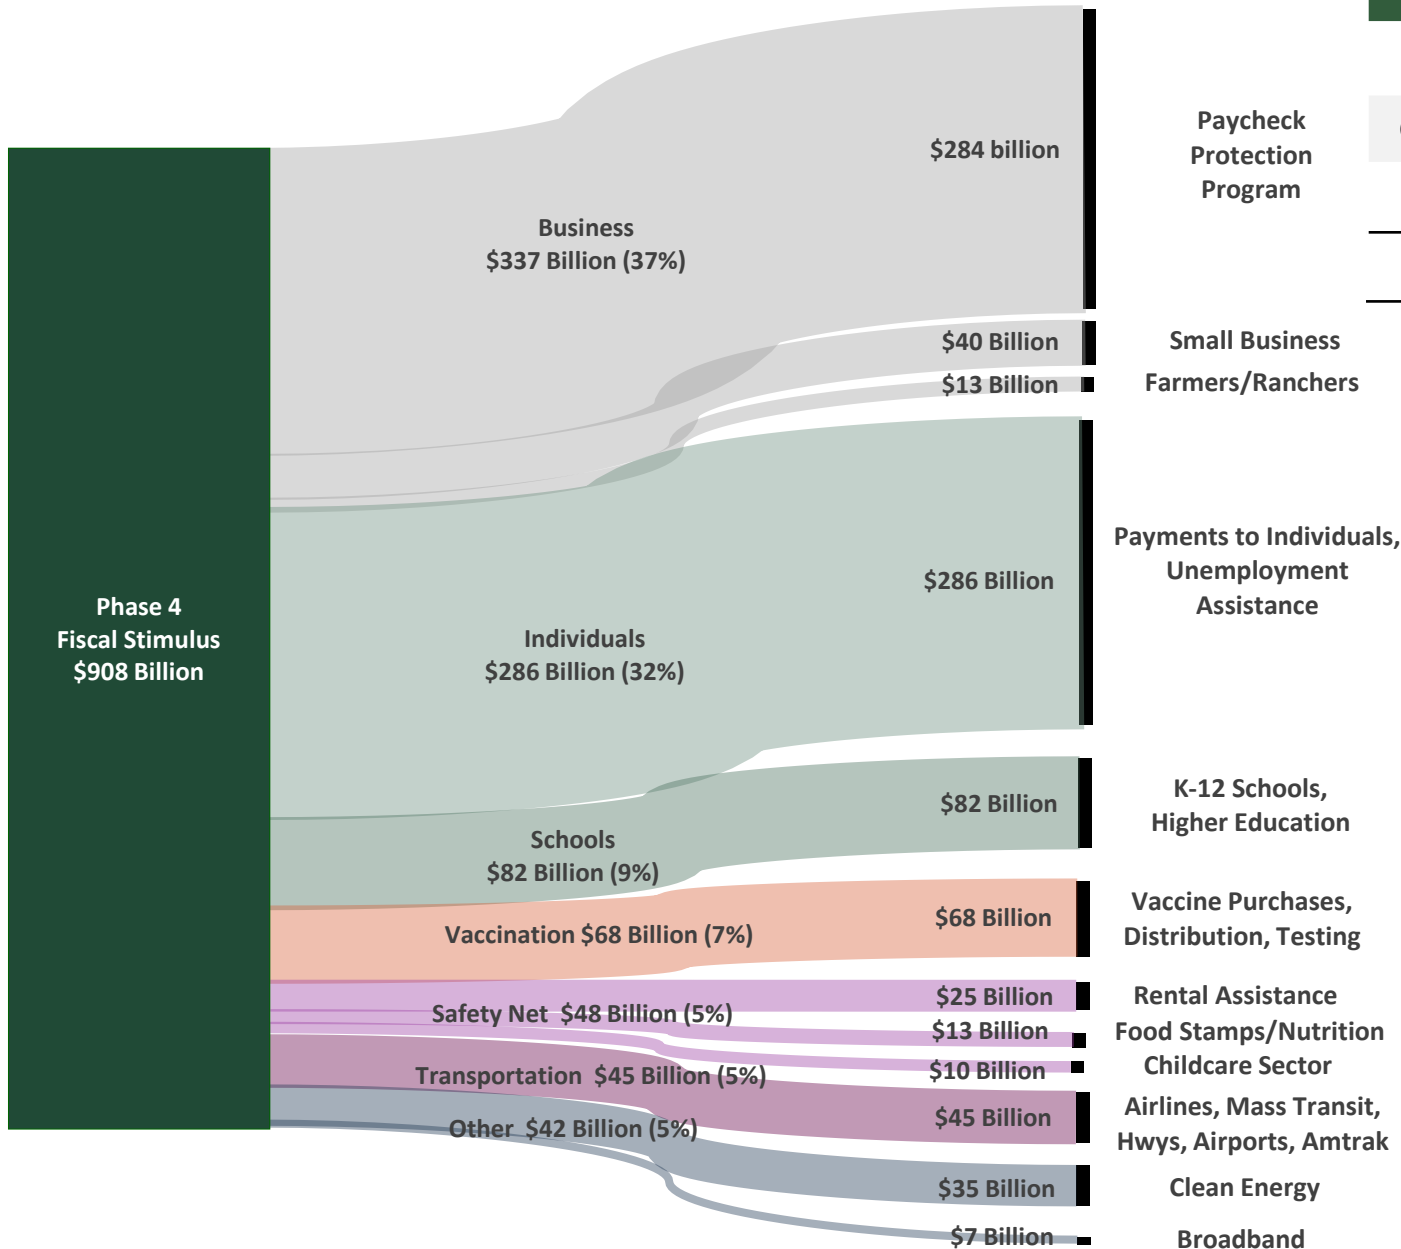 Phase 4
Fiscal Stimulus
$908 Billion
Business
$337 Billion (37%)
Individuals
$286 Billion (32%)
Schools
$82 Billion (9%)
Vaccination $68 Billion (7%)
Safety Net  $48 Billion (5%)
Transportation  $45 Billion (5%)
Other  $42 Billion (5%)
$284 billion
Paycheck
Protection
Program
$40 Billion
Small Business
$13 Billion
Farmers/Ranchers
$286 Billion
Payments to Individuals,
Unemployment
Assistance
$82 Billion
K-12 Schools,
Higher Education
$68 Billion
Vaccine Purchases,
Distribution, Testing
$25 Billion
Rental Assistance
$13 Billion
Food Stamps/Nutrition
$10 Billion
Childcare Sector
$45 Billion
Airlines, Mass Transit,
Hwys, Airports, Amtrak
$35 Billion
Clean Energy
$7 Billion
Broadband